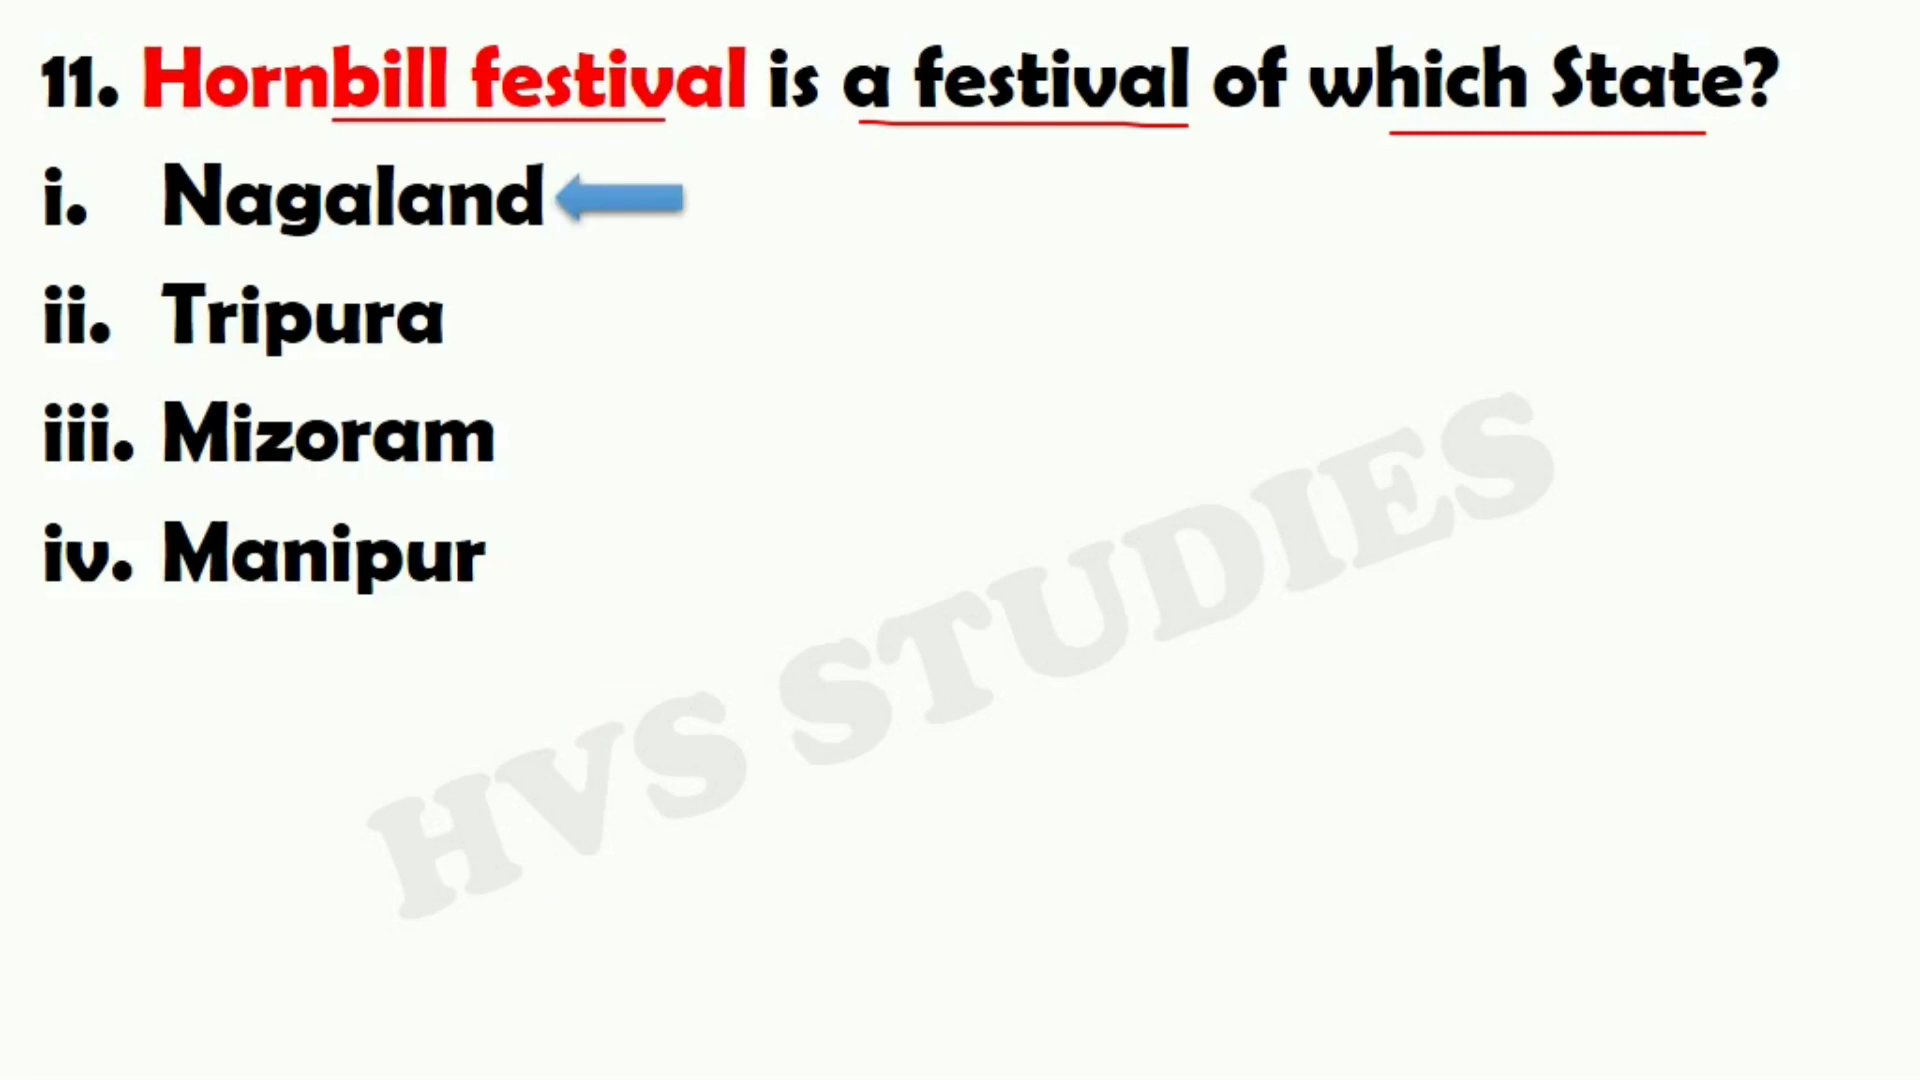 11. Hornbill festival is a festival of which State?
i. Nagaland
ii. Tripura
iii. Mizoram
iv. Manipur
HVS STUDIES